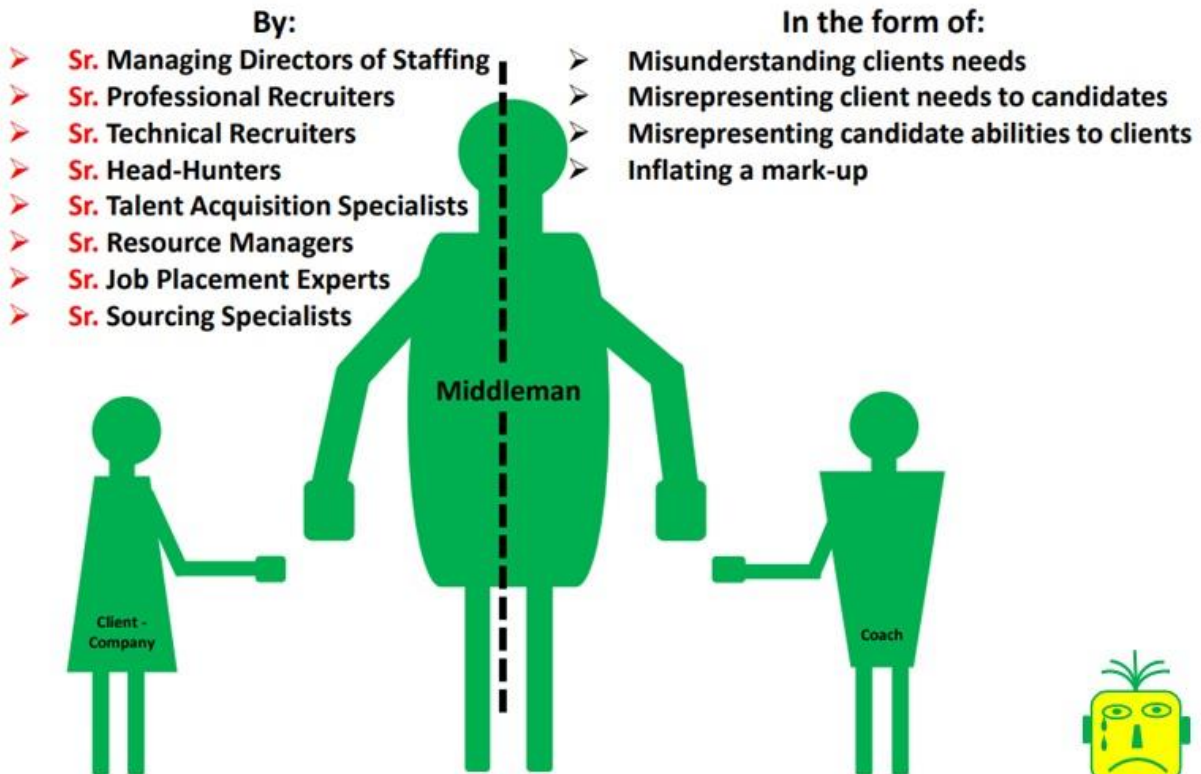 By:
Sr. Managing Directors of Staffing
Sr. Professional Recruiters
Sr. Technical Recruiters
Sr. Head-Hunters
Sr. Talent Acquisition Specialists
Sr. Resource Managers
Sr. Job Placement Experts
Sr. Sourcing Specialists
In the form of:
Misunderstanding clients needs
Misrepresenting client needs to candidates
Misrepresenting candidate abilities to clients
Inflating a mark-up
Middleman
Client -
Company
Coach